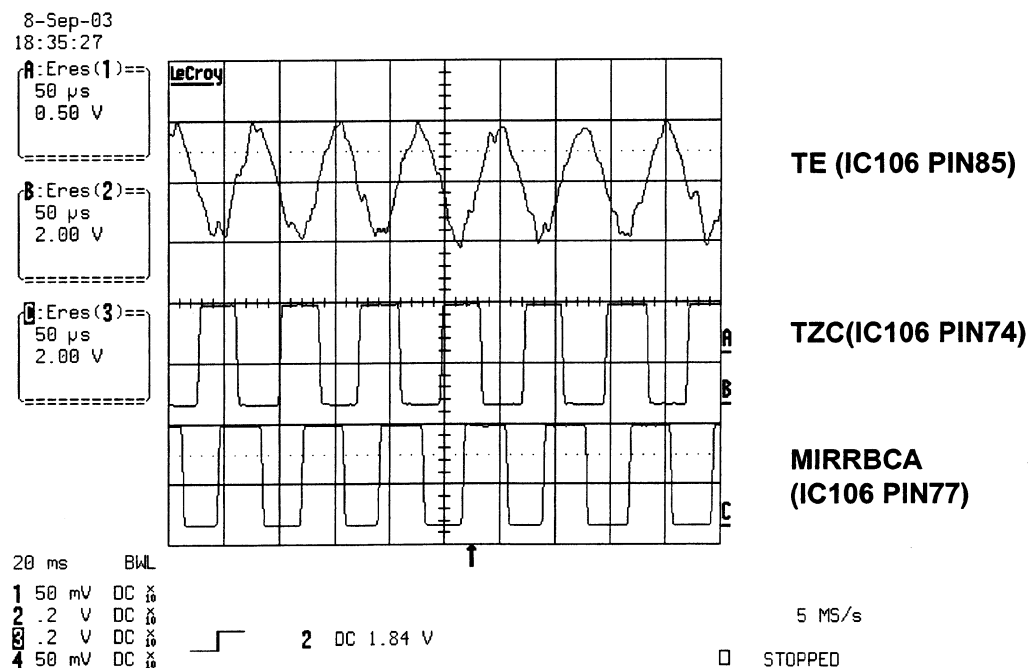 8-Sep-03
18:35:27
A:Eres(1)==
50 µs
0.50 V
B:Eres(2)==
50 µs
2.00 V
C:Eres(3)==
50 µs
2.00 V
LeCroy
TE (IC106 PIN85)
TZC(IC106 PIN74)
MIRRBCA
(IC106 PIN77)
A
B
C
20 ms BWL
1 50 mV DC X10
2 .2 V DC X10
3 .2 V DC X10
4 50 mV DC X10
2 DC 1.84 V
5 MS/s
STOPPED